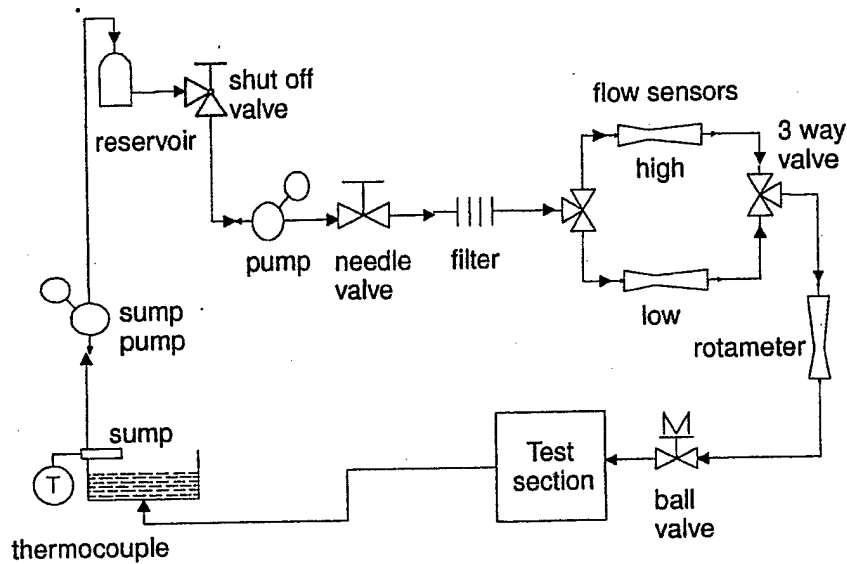 shut off
valve
reservoir
flow sensors
high
3 way
valve
pump
needle
valve
filter
low
sump
pump
rotameter
sump
T
Test
section
M
ball
valve
thermocouple